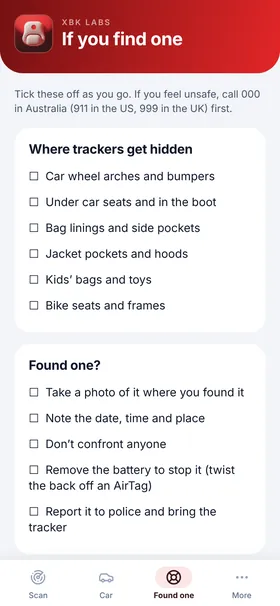 XBK LABS
If you find one
Tick these off as you go. If you feel unsafe, call 000
in Australia (911 in the US, 999 in the UK) first.
Where trackers get hidden
☐ Car wheel arches and bumpers
☐ Under car seats and in the boot
☐ Bag linings and side pockets
☐ Jacket pockets and hoods
☐ Kids’ bags and toys
☐ Bike seats and frames
Found one?
☐ Take a photo of it where you found it
☐ Note the date, time and place
☐ Don’t confront anyone
☐ Remove the battery to stop it (twist
the back off an AirTag)
☐ Report it to police and bring the
tracker
Scan Car Found one More